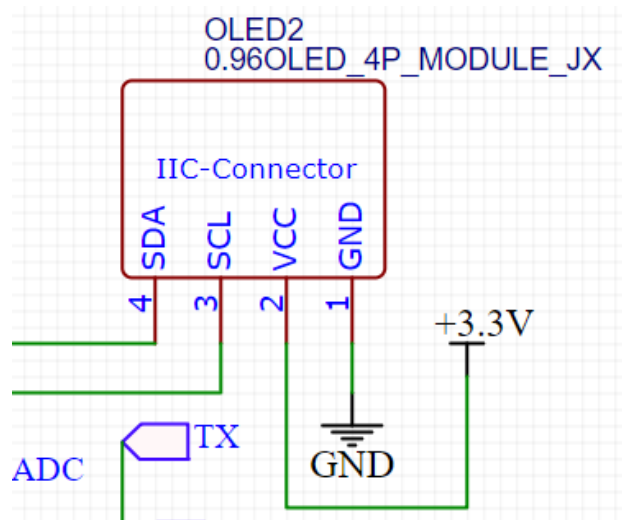 OLED2
0.96OLED_4P_MODULE_JX
IIC-Connector
SDA SCL VCC GND
4 3 2 1
+3.3V
TX
GND
ADC